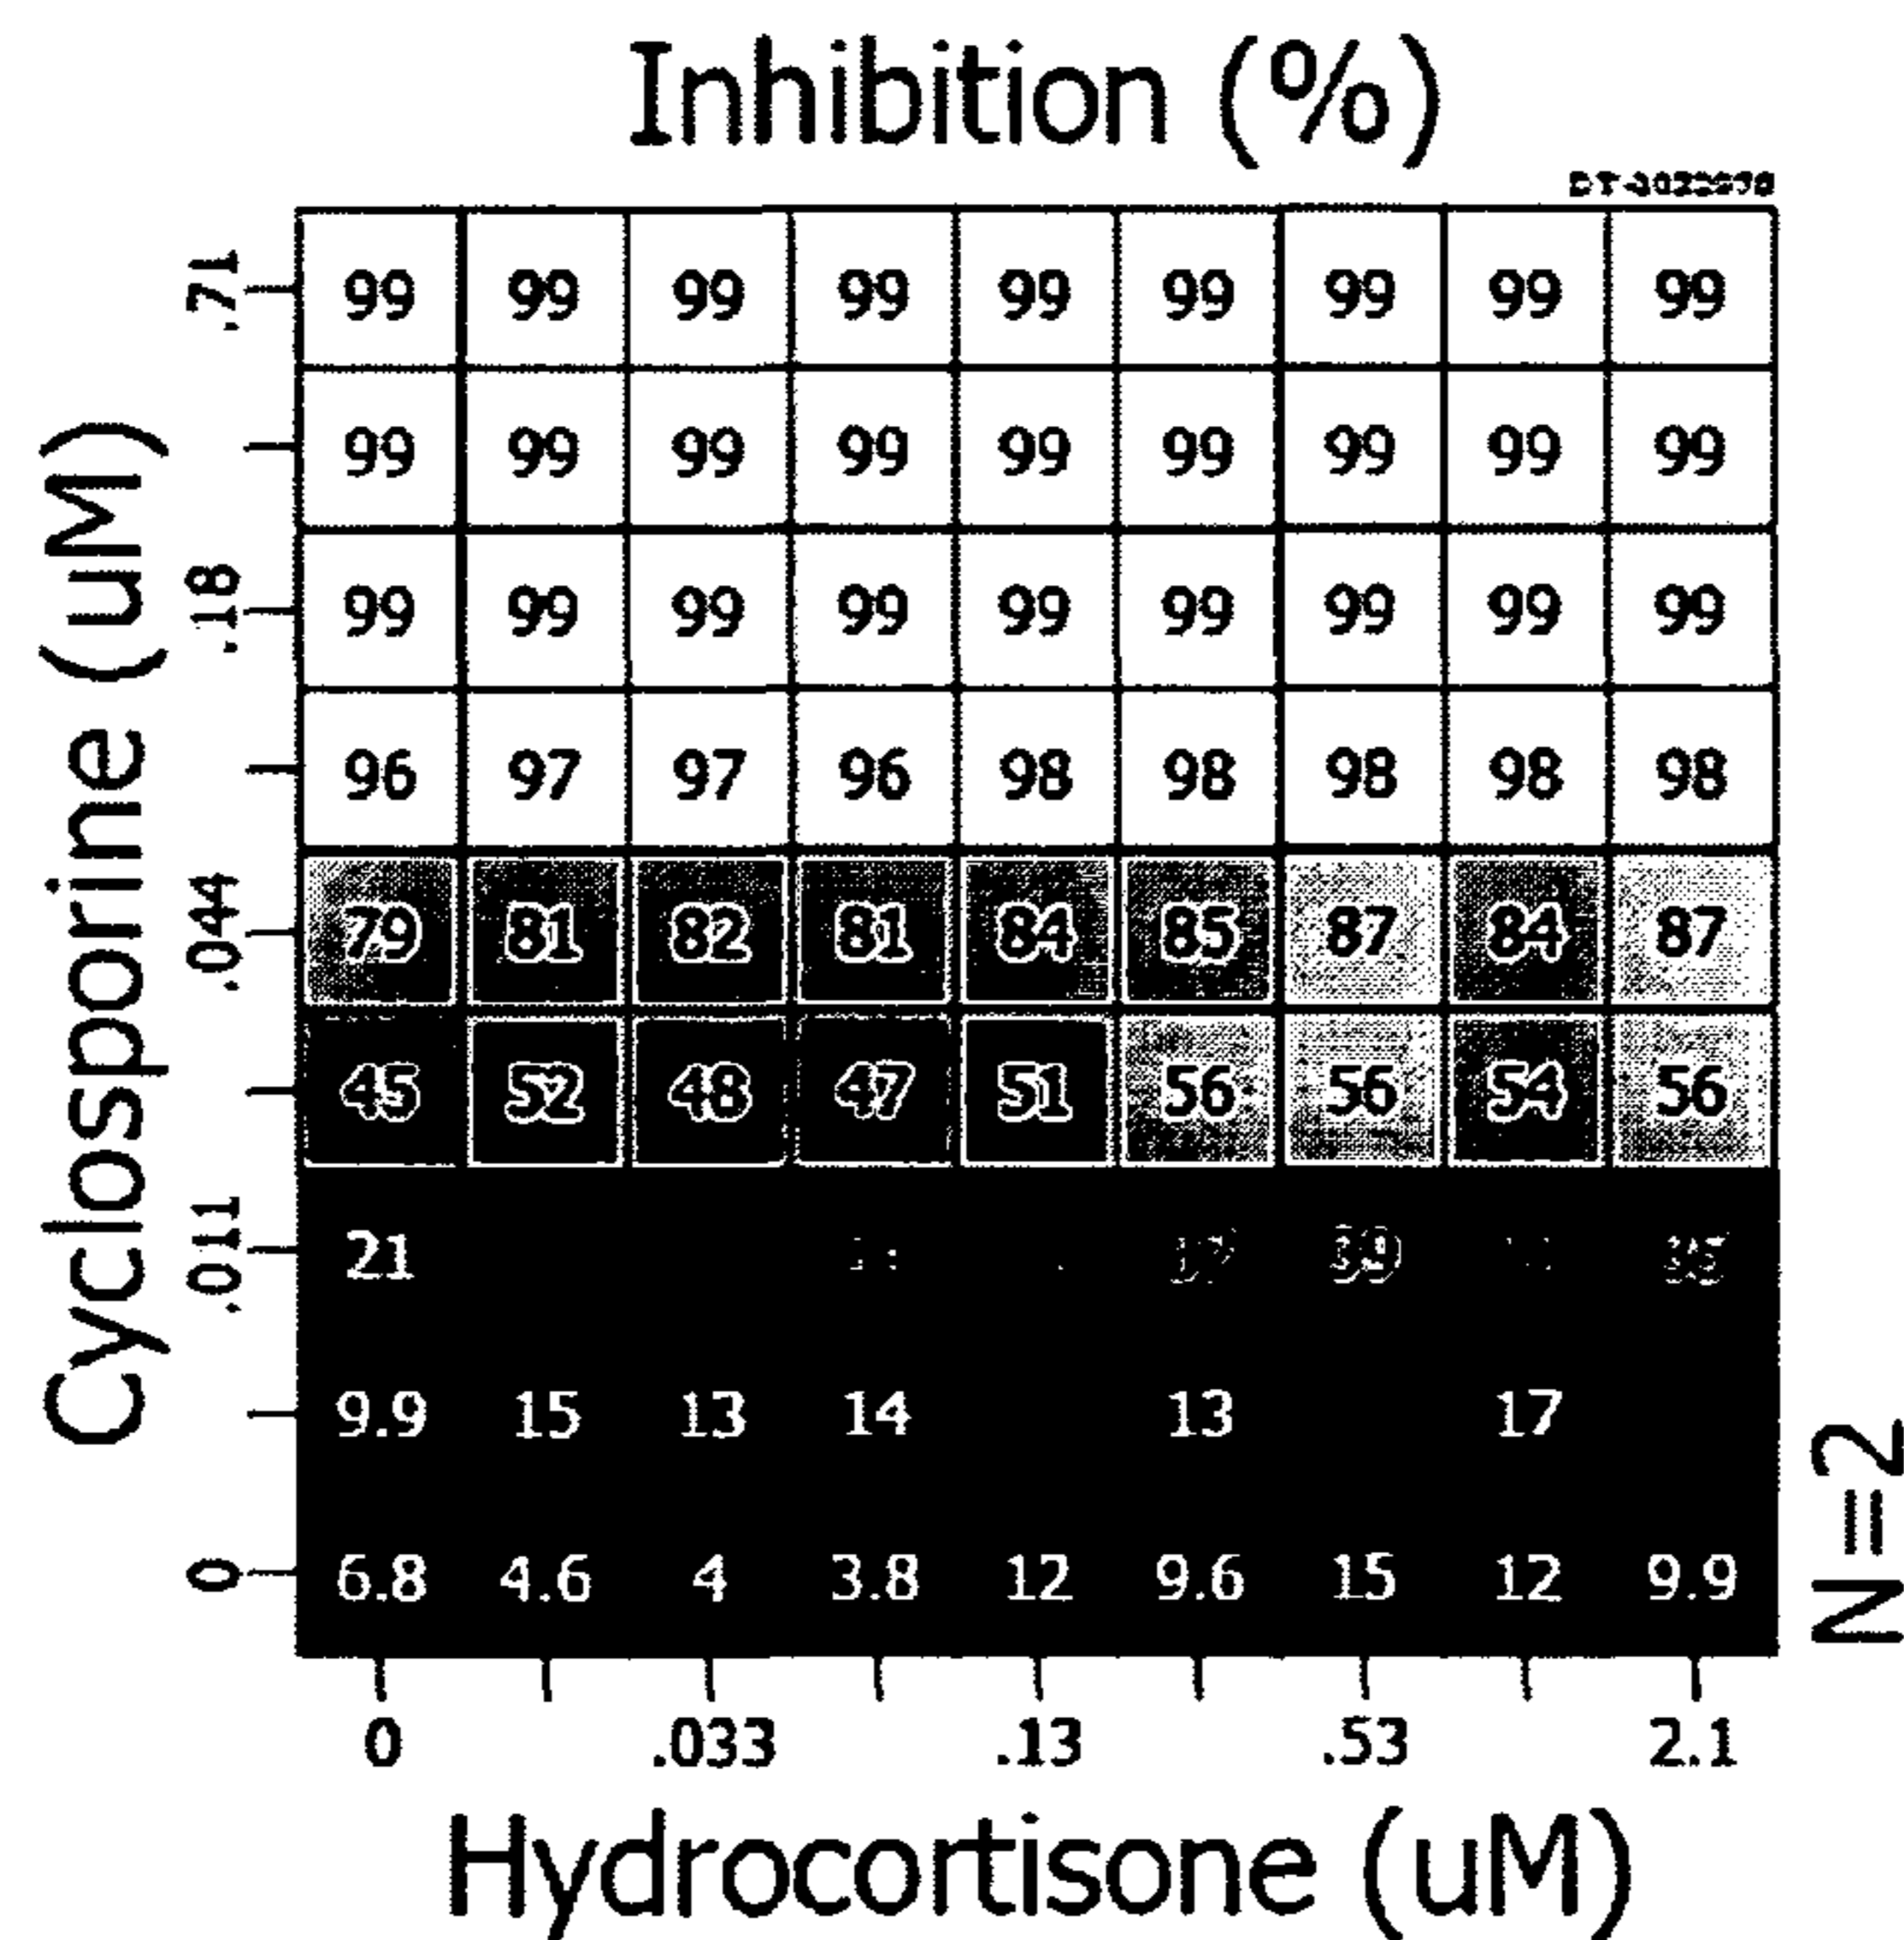 Inhibition (%)
.71 99 99 99 99 99 99 99 99 99
99 99 99 99 99 99 99 99 99
.18 99 99 99 99 99 99 99 99 99
96 97 97 96 98 98 98 98 98
.044 79 81 82 81 84 85 87 84 87
45 52 48 47 51 56 56 54 56
.011 21 39
9.9 15 13 14 13 17
0 6.8 4.6 4 3.8 12 9.6 15 12 9.9
0 .033 .13 .53 2.1
Cyclosporine (uM)
Hydrocortisone (uM)
N=2